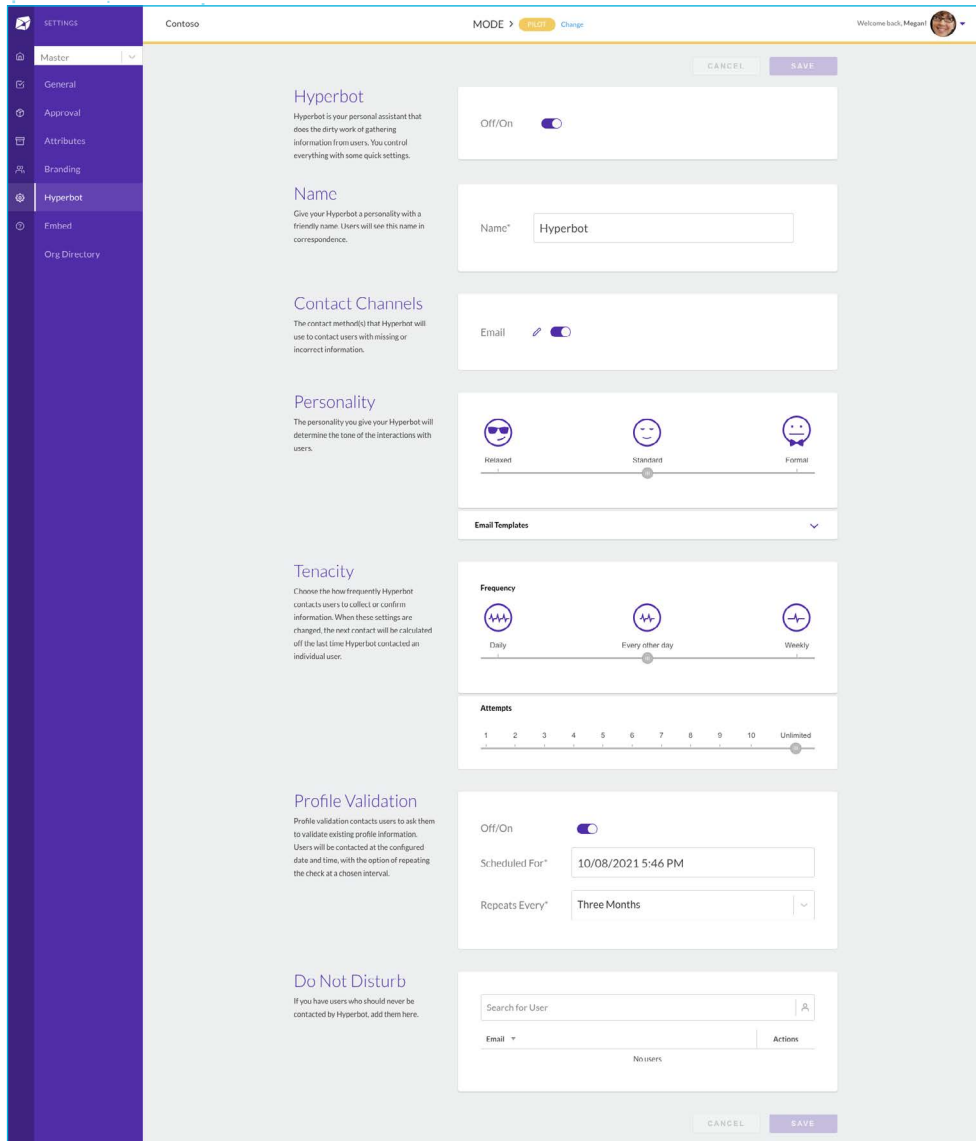 SETTINGS
Contoso
MODE > PILOT Change
Welcome back, Megan!
Master
General
Approval
Attributes
Branding
Hyperbot
Embed
Org Directory
CANCEL SAVE
Hyperbot
Hyperbot is your personal assistant that
does the dirty work of gathering
information from users. You control
everything with some quick settings.
Off/On
Name
Give your Hyperbot a personality with a
friendly name. Users will see this name in
correspondence.
Name* Hyperbot
Contact Channels
The contact method(s) that Hyperbot will
use to contact users with missing or
incorrect information.
Email
Personality
The personality you give your Hyperbot will
determine the tone of the interactions with
users.
Relaxed Standard Formal
Email Templates
Tenacity
Choose the how frequently Hyperbot
contacts users to collect or confirm
information. When these settings are
changed, the next contact will be calculated
off the last time Hyperbot contacted an
individual user.
Frequency
Daily Every other day Weekly
Attempts
1 2 3 4 5 6 7 8 9 10 Unlimited
Profile Validation
Profile validation contacts users to ask them
to validate existing profile information.
Users will be contacted at the configured
date and time, with the option of repeating
the check at a chosen interval.
Off/On
Scheduled For* 10/08/2021 5:46 PM
Repeats Every* Three Months
Do Not Disturb
If you have users who should never be
contacted by Hyperbot, add them here.
Search for User
Email Actions
No users
CANCEL SAVE